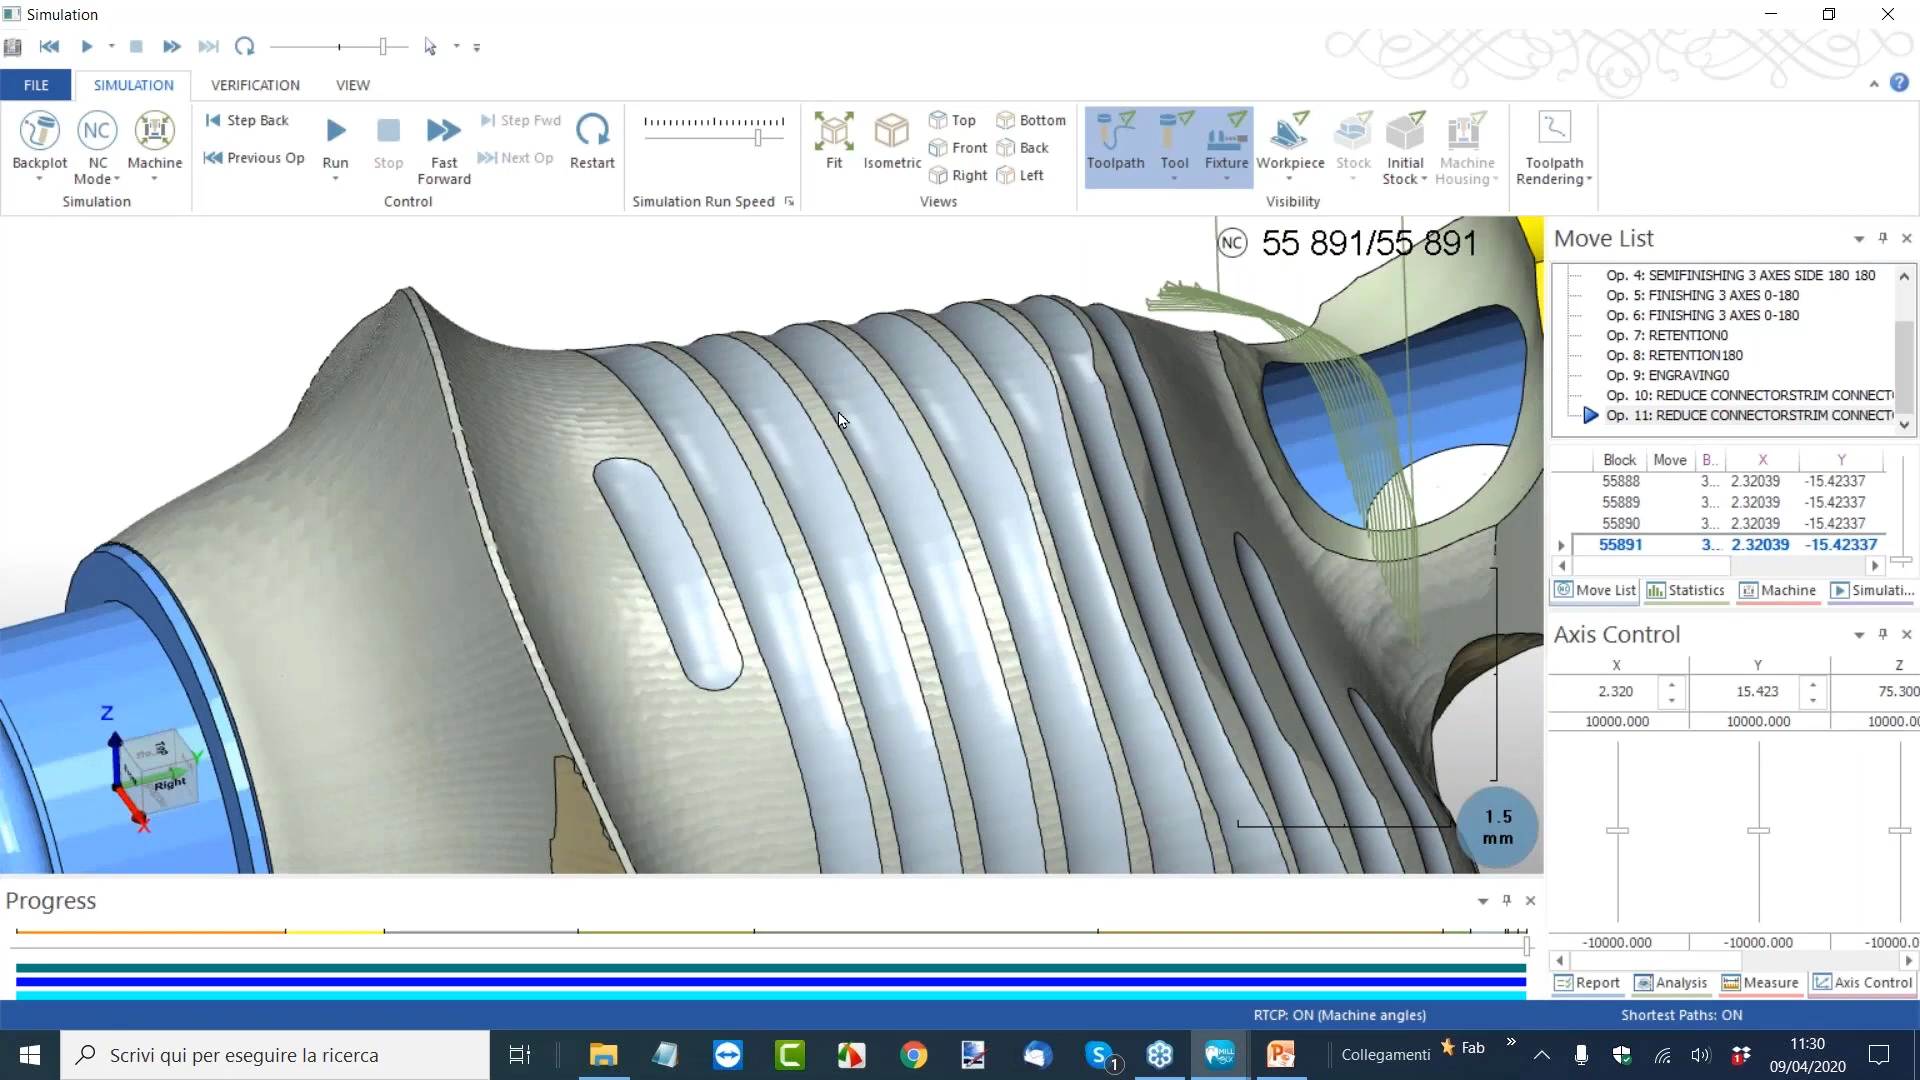 Simulation
FILE
SIMULATION
VERIFICATION
VIEW
Backplot
NC
NC Mode
Machine
Simulation
Step Back
Previous Op
Run
Stop
Fast Forward
Step Fwd
Next Op
Restart
Control
Simulation Run Speed
Fit
Isometric
Top
Front
Right
Bottom
Back
Left
Views
Toolpath
Tool
Fixture
Workpiece
Stock
Initial Stock
Machine Housing
Visibility
Toolpath Rendering
NC 55 891/55 891
1.5 mm
Z
Top
Right
Y
X
Move List
Op. 4: SEMIFINISHING 3 AXES SIDE 180 180
Op. 5: FINISHING 3 AXES 0-180
Op. 6: FINISHING 3 AXES 0-180
Op. 7: RETENTION0
Op. 8: RETENTION180
Op. 9: ENGRAVING0
Op. 10: REDUCE CONNECTORSTRIM CONNECT
Op. 11: REDUCE CONNECTORSTRIM CONNECT
Block Move B.. X Y
55888 3... 2.32039 -15.42337
55889 3... 2.32039 -15.42337
55890 3... 2.32039 -15.42337
55891 3... 2.32039 -15.42337
Move List Statistics Machine Simulati...
Axis Control
X Y Z
2.320 15.423 75.300
10000.000 10000.000 10000.0
-10000.000 -10000.000 -10000.0
Report Analysis Measure Axis Control
Progress
RTCP: ON (Machine angles) Shortest Paths: ON
Scrivi qui per eseguire la ricerca
Collegamenti Fab »
11:30
09/04/2020